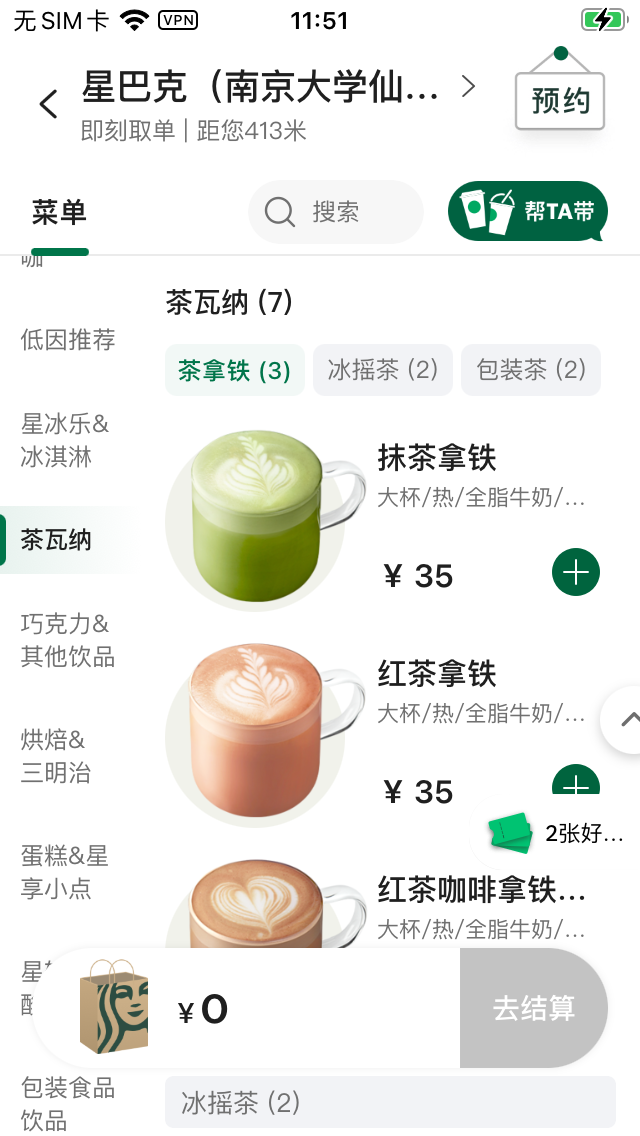 无SIM卡 VPN 11:51
星巴克（南京大学仙...
即刻取单 | 距您413米
预约
菜单
搜索
帮TA带
咖
低因推荐
星冰乐&
冰淇淋
茶瓦纳
巧克力&
其他饮品
烘焙&
三明治
蛋糕&星
享小点
包装食品
饮品
茶瓦纳 (7)
茶拿铁 (3)
冰摇茶 (2)
包装茶 (2)
抹茶拿铁
大杯/热/全脂牛奶/...
¥ 35
红茶拿铁
大杯/热/全脂牛奶/...
¥ 35
2张好...
红茶咖啡拿铁...
大杯/热/全脂牛奶/...
¥ 0
去结算
冰摇茶 (2)